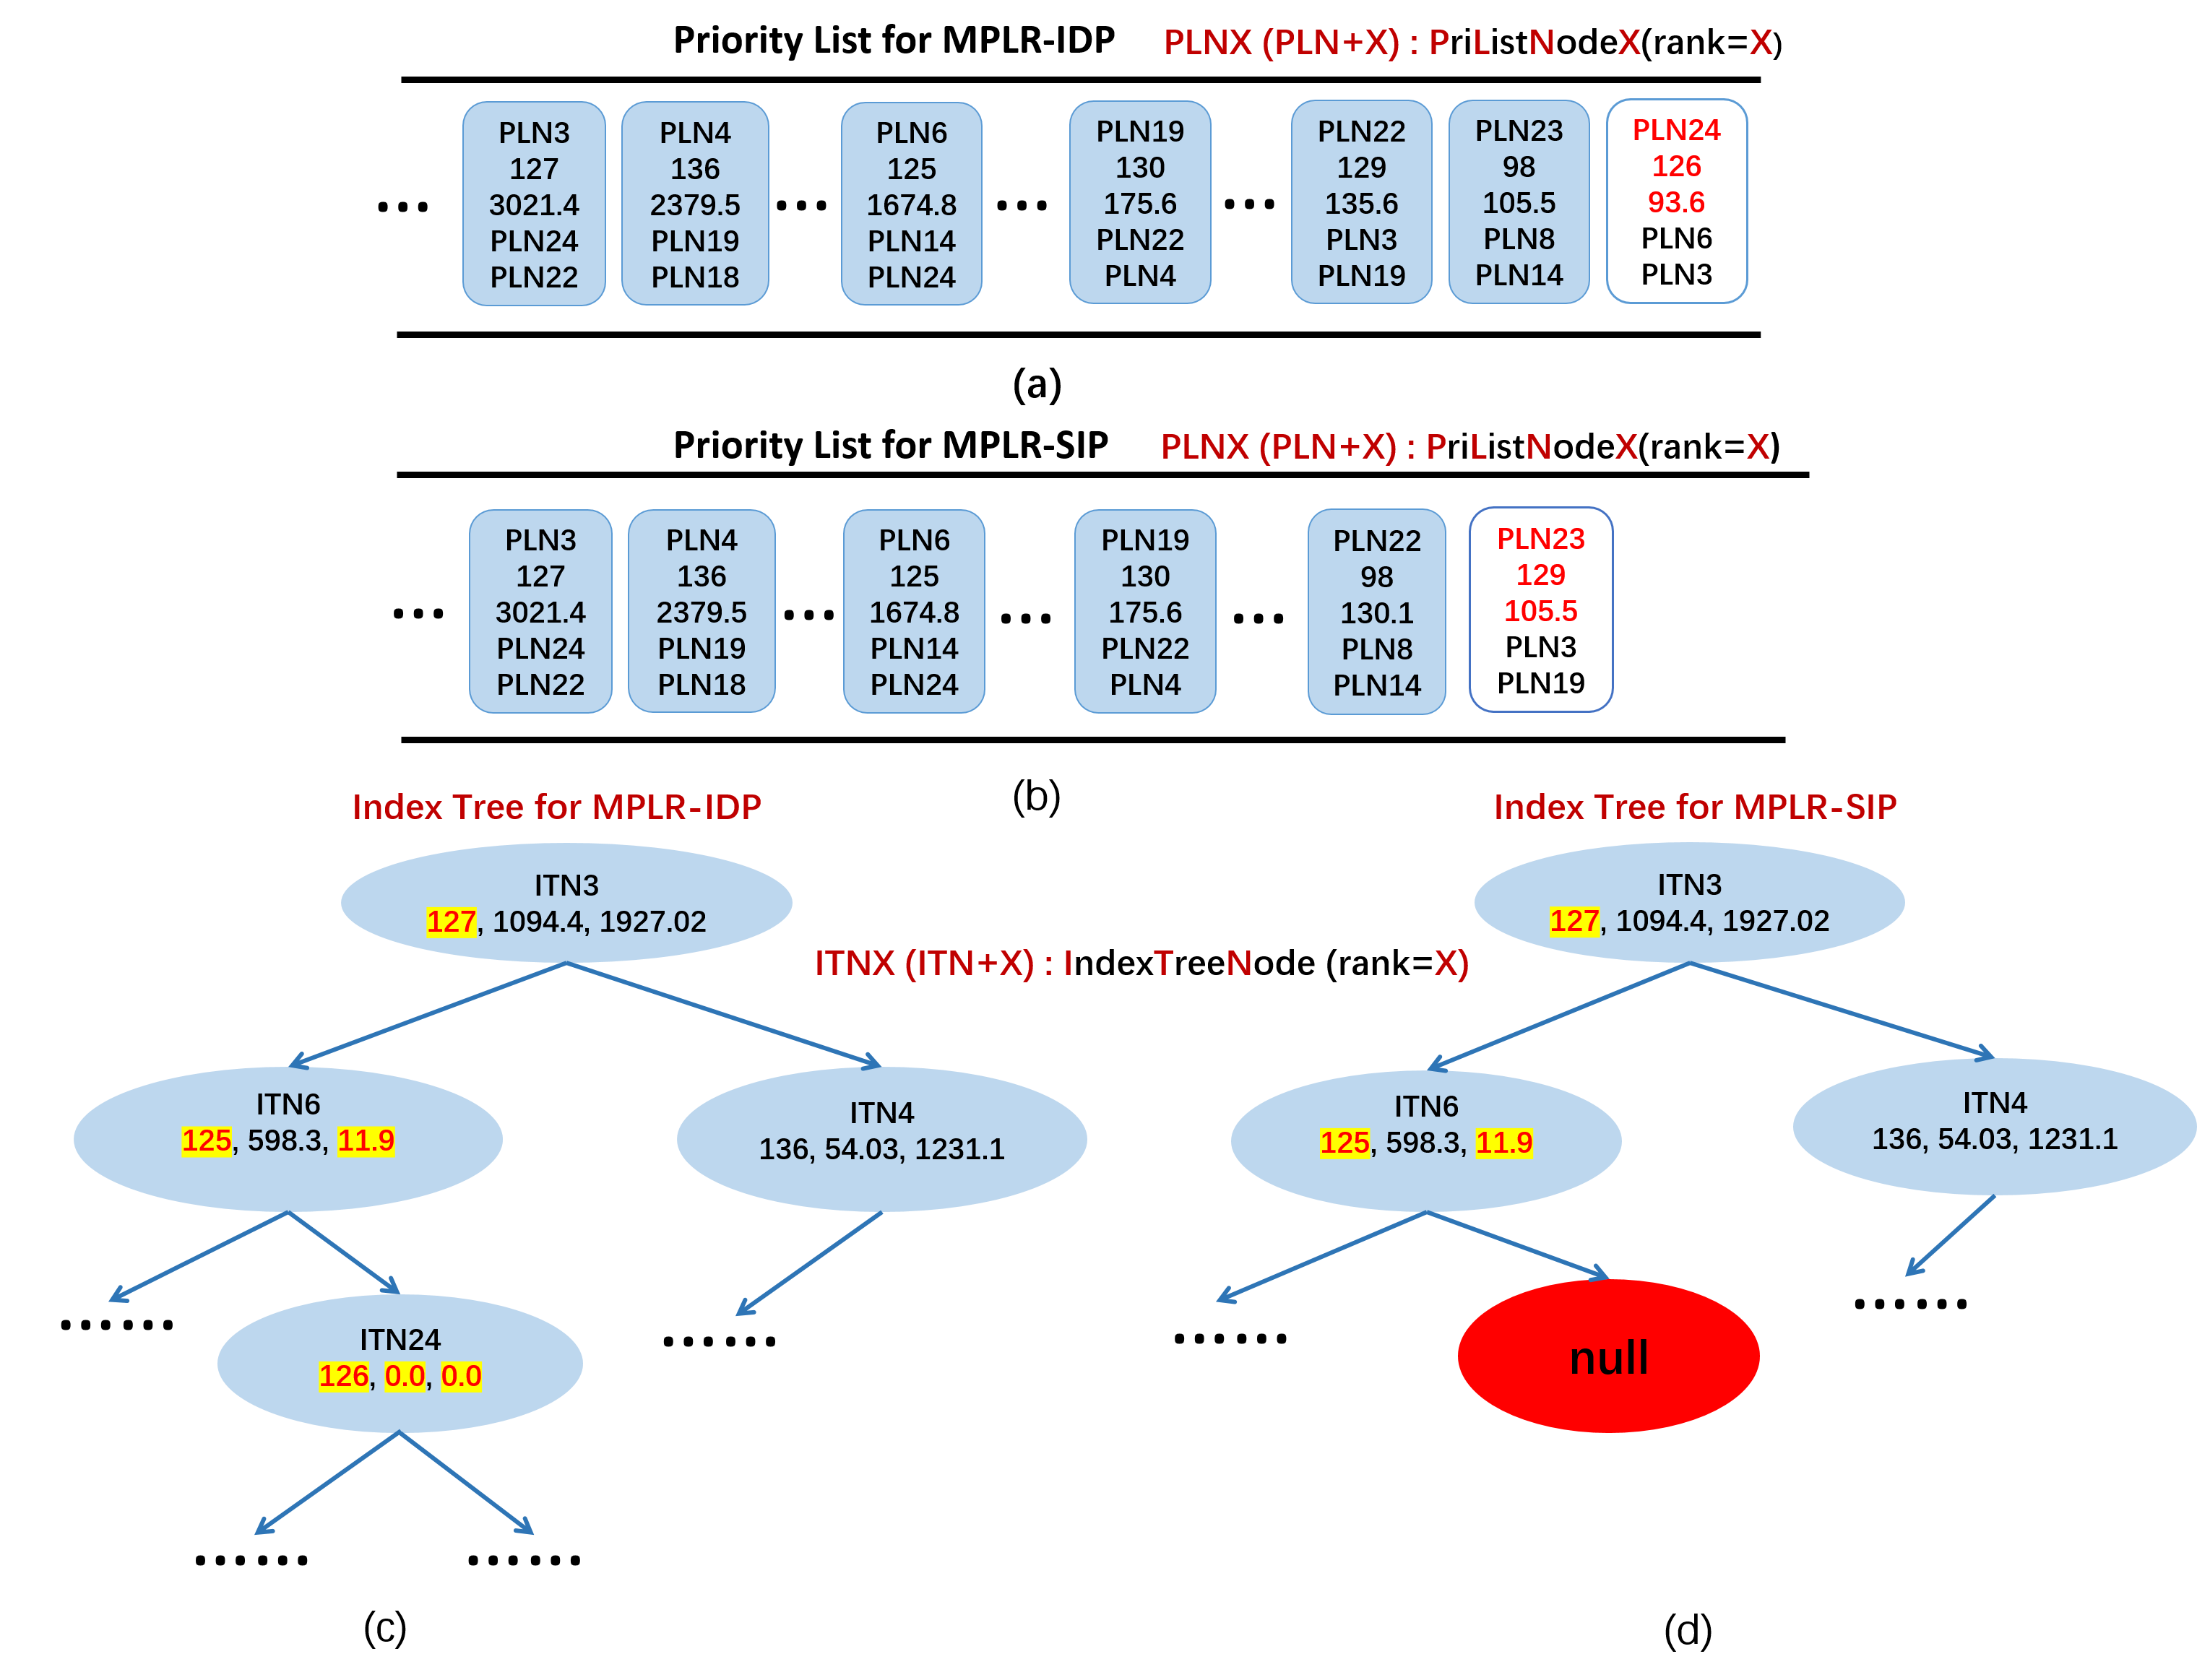 Priority List for MPLR-IDP PLNX (PLN+X) : PriListNodeX(rank=X)
PLN3
127
3021.4
PLN24
PLN22
PLN4
136
2379.5
PLN19
PLN18
PLN6
125
1674.8
PLN14
PLN24
PLN19
130
175.6
PLN22
PLN4
PLN22
129
135.6
PLN3
PLN19
PLN23
98
105.5
PLN8
PLN14
PLN24
126
93.6
PLN6
PLN3
(a)
Priority List for MPLR-SIP PLNX (PLN+X) : PriListNodeX(rank=X)
PLN3
127
3021.4
PLN24
PLN22
PLN4
136
2379.5
PLN19
PLN18
PLN6
125
1674.8
PLN14
PLN24
PLN19
130
175.6
PLN22
PLN4
PLN22
98
130.1
PLN8
PLN14
PLN23
129
105.5
PLN3
PLN19
(b)
Index Tree for MPLR-IDP
ITN3
127, 1094.4, 1927.02
ITNX (ITN+X) : IndexTreeNode (rank=X)
ITN6
125, 598.3, 11.9
ITN4
136, 54.03, 1231.1
ITN24
126, 0.0, 0.0
(c)
Index Tree for MPLR-SIP
ITN3
127, 1094.4, 1927.02
ITN6
125, 598.3, 11.9
ITN4
136, 54.03, 1231.1
null
(d)